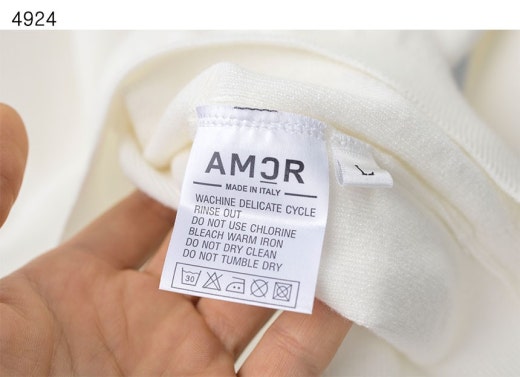 4924
AMOR
MADE IN ITALY
WACHINE DELICATE CYCLE
RINSE OUT
DO NOT USE CHLORINE
BLEACH WARM IRON
DO NOT DRY CLEAN
DO NOT TUMBLE DRY
30
L